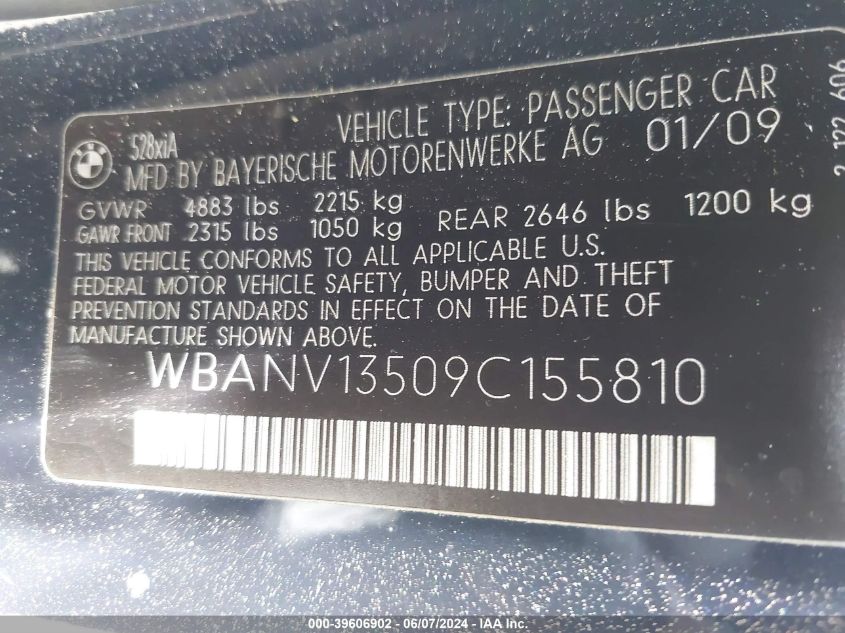 528xiA VEHICLE TYPE: PASSENGER CAR
MFD BY BAYERISCHE MOTORENWERKE AG 01/09
GVWR 4883 lbs 2215 kg
GAWR FRONT 2315 lbs 1050 kg REAR 2646 lbs 1200 kg
THIS VEHICLE CONFORMS TO ALL APPLICABLE U.S.
FEDERAL MOTOR VEHICLE SAFETY, BUMPER AND THEFT
PREVENTION STANDARDS IN EFFECT ON THE DATE OF
MANUFACTURE SHOWN ABOVE.
WBANV13509C155810
122 606
000-39606902 | 06/07/2024 - IAA Inc.